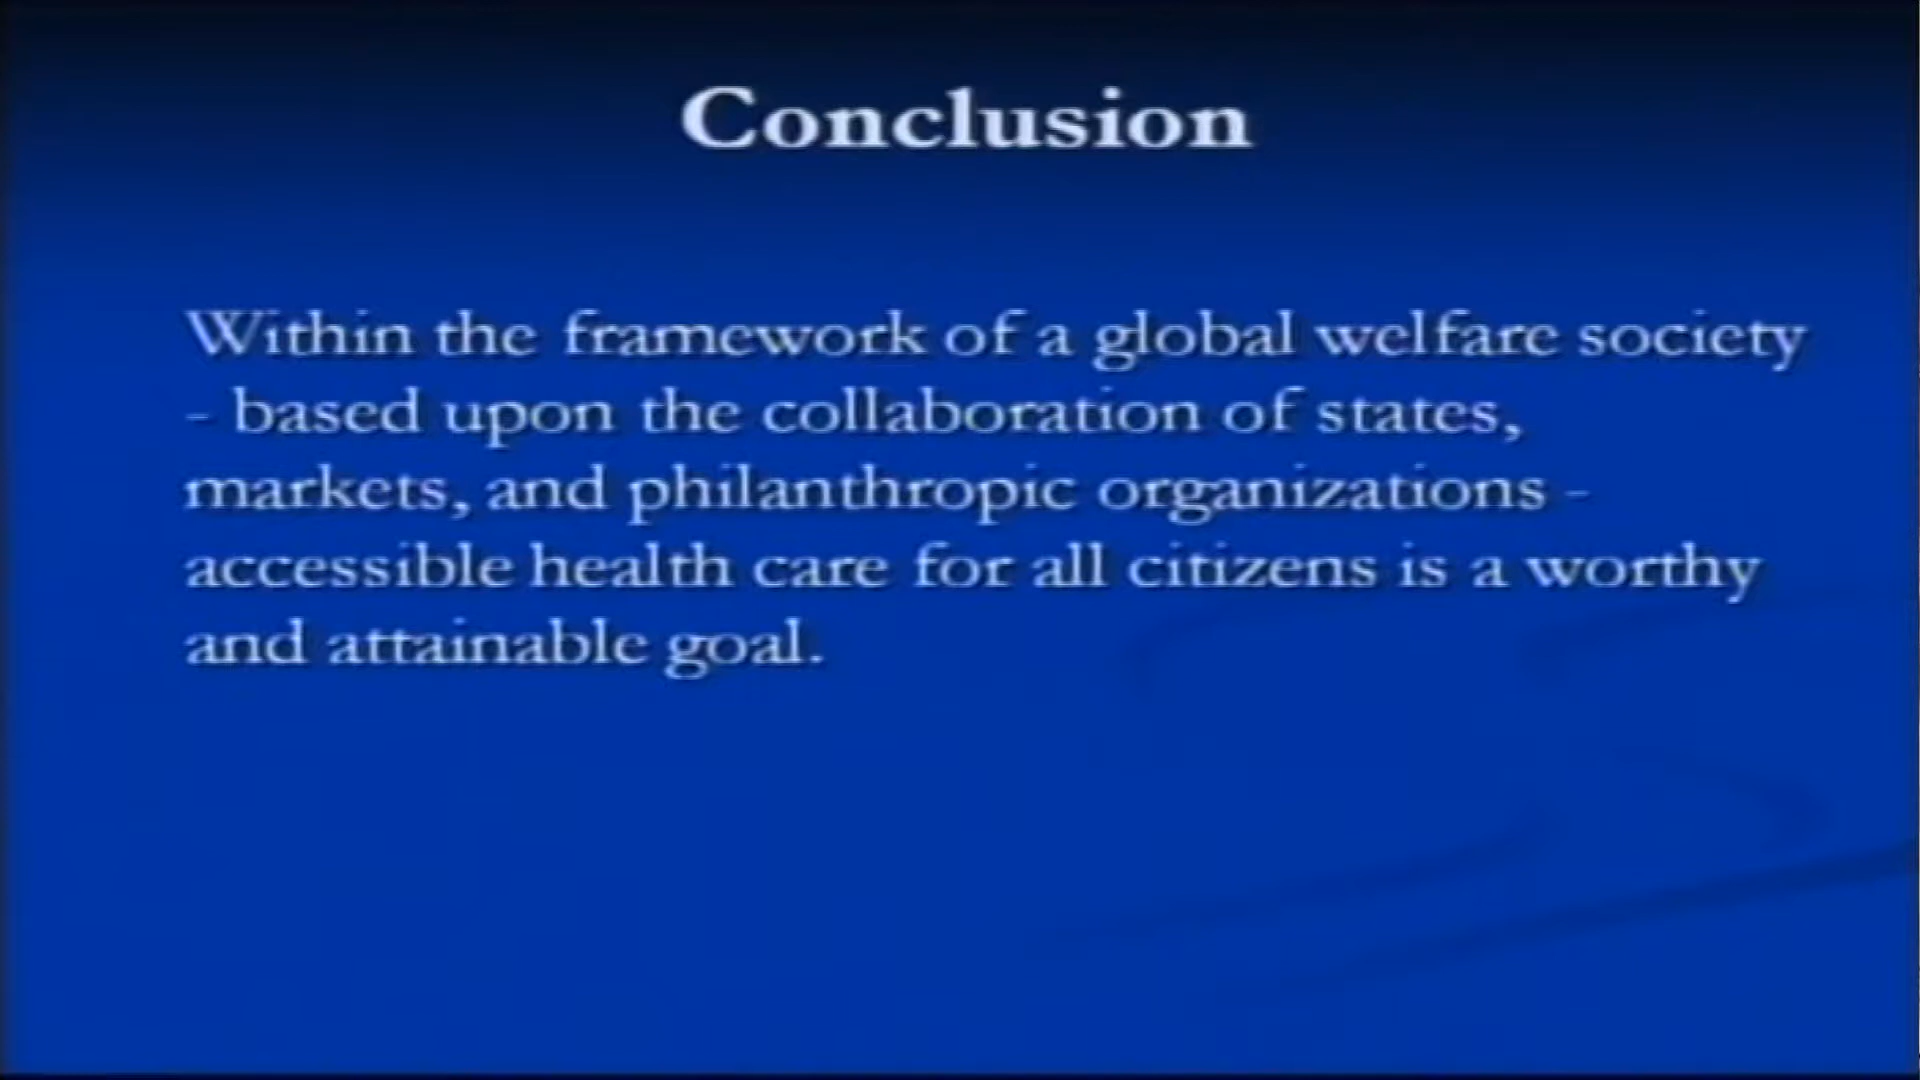 Conclusion
Within the framework of a global welfare society
- based upon the collaboration of states,
markets, and philanthropic organizations -
accessible health care for all citizens is a worthy
and attainable goal.